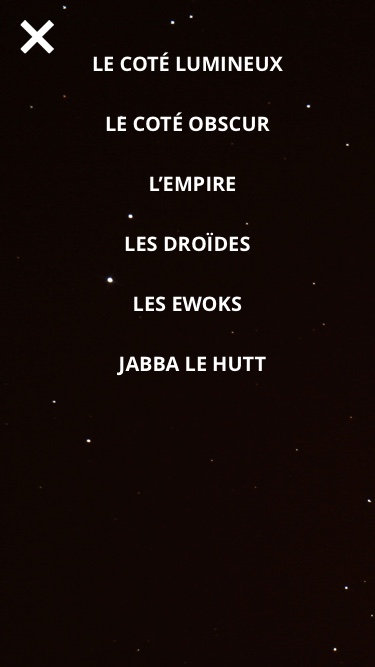 LE COTÉ LUMINEUX
LE COTÉ OBSCUR
L’EMPIRE
LES DROÏDES
LES EWOKS
JABBA LE HUTT